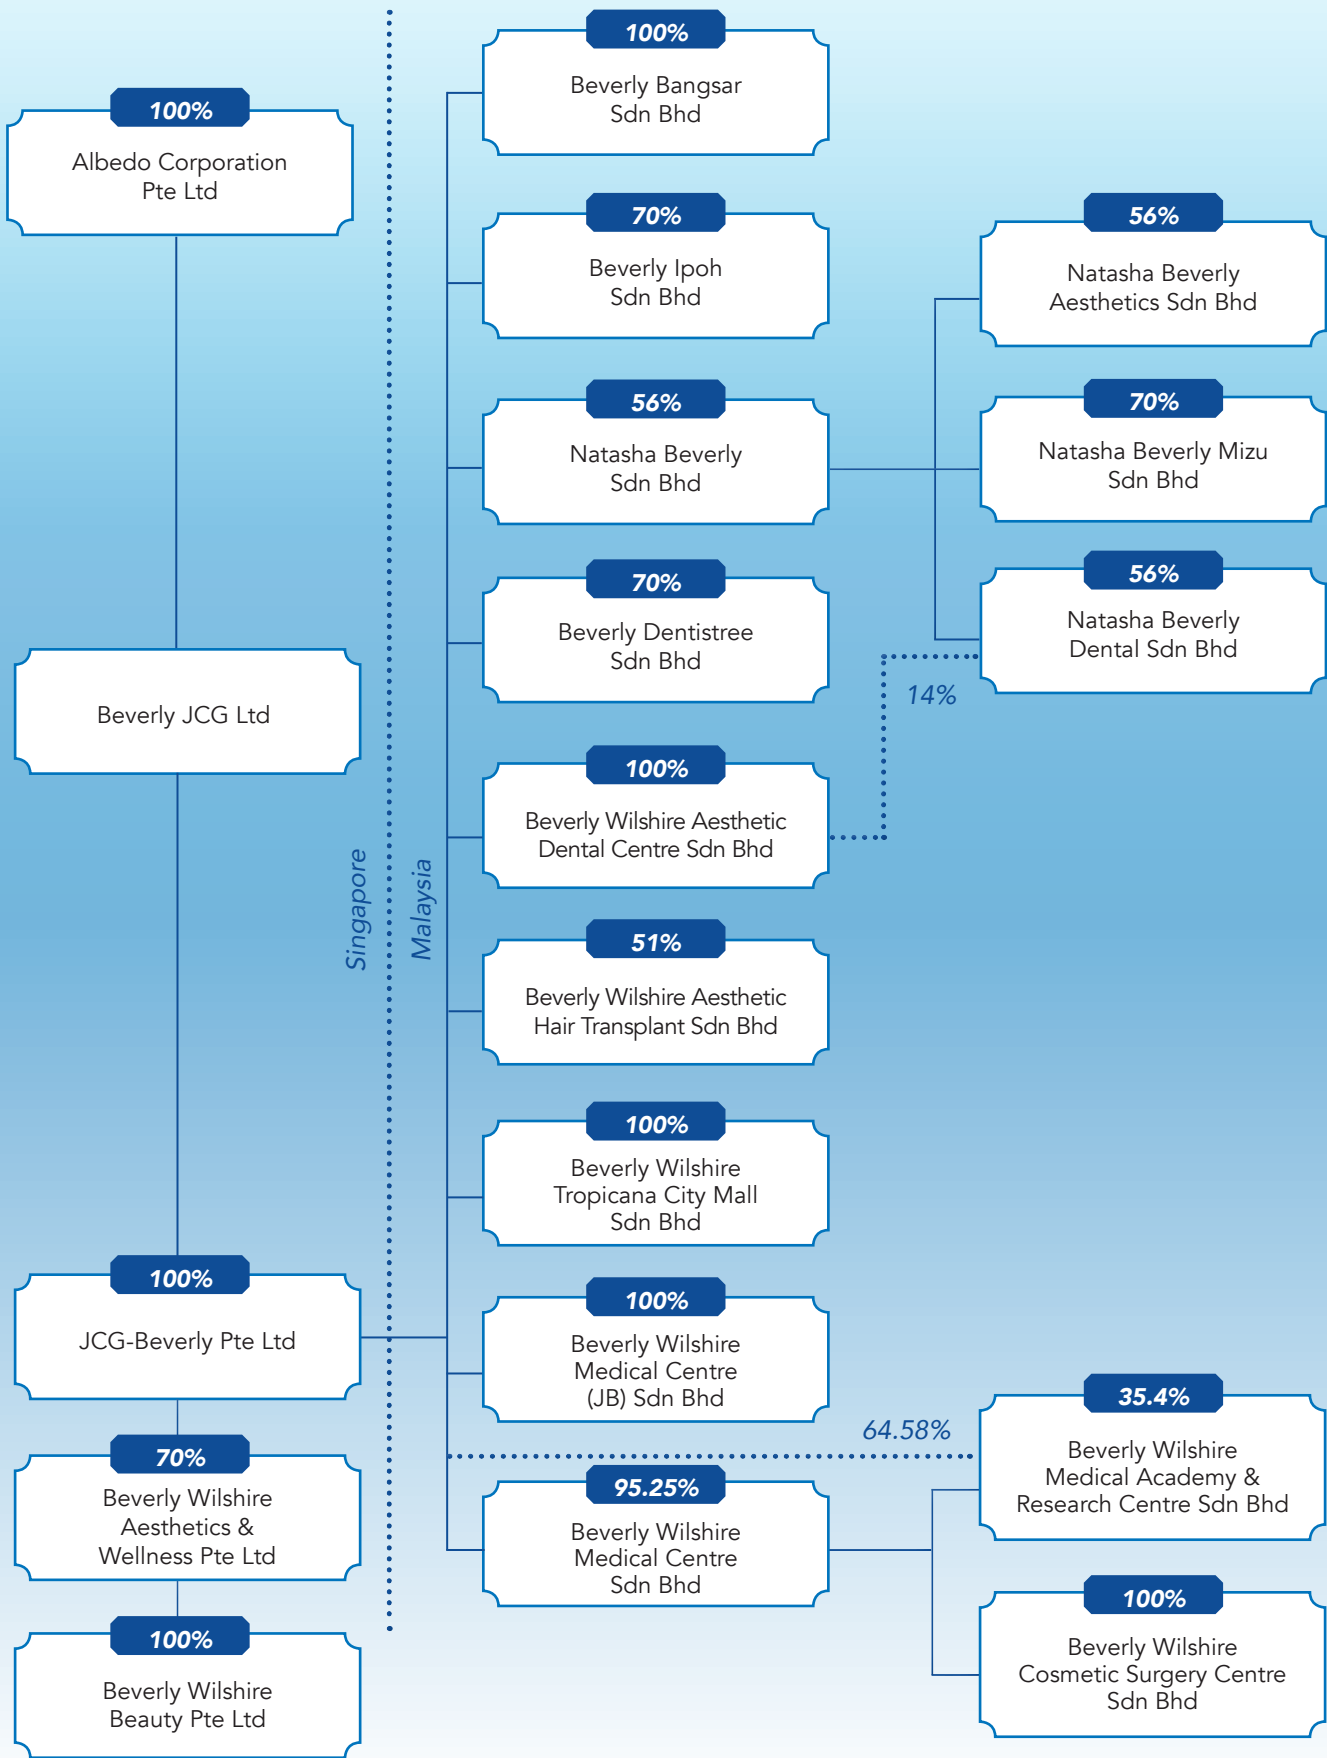 100%
Albedo Corporation
Pte Ltd
Beverly JCG Ltd
100%
JCG-Beverly Pte Ltd
70%
Beverly Wilshire
Aesthetics &
Wellness Pte Ltd
100%
Beverly Wilshire
Beauty Pte Ltd
Singapore
Malaysia
100%
Beverly Bangsar
Sdn Bhd
70%
Beverly Ipoh
Sdn Bhd
56%
Natasha Beverly
Sdn Bhd
70%
Beverly Dentistree
Sdn Bhd
100%
Beverly Wilshire Aesthetic
Dental Centre Sdn Bhd
51%
Beverly Wilshire Aesthetic
Hair Transplant Sdn Bhd
100%
Beverly Wilshire
Tropicana City Mall
Sdn Bhd
100%
Beverly Wilshire
Medical Centre
(JB) Sdn Bhd
95.25%
Beverly Wilshire
Medical Centre
Sdn Bhd
56%
Natasha Beverly
Aesthetics Sdn Bhd
70%
Natasha Beverly Mizu
Sdn Bhd
56%
Natasha Beverly
Dental Sdn Bhd
14%
64.58%
35.4%
Beverly Wilshire
Medical Academy &
Research Centre Sdn Bhd
100%
Beverly Wilshire
Cosmetic Surgery Centre
Sdn Bhd